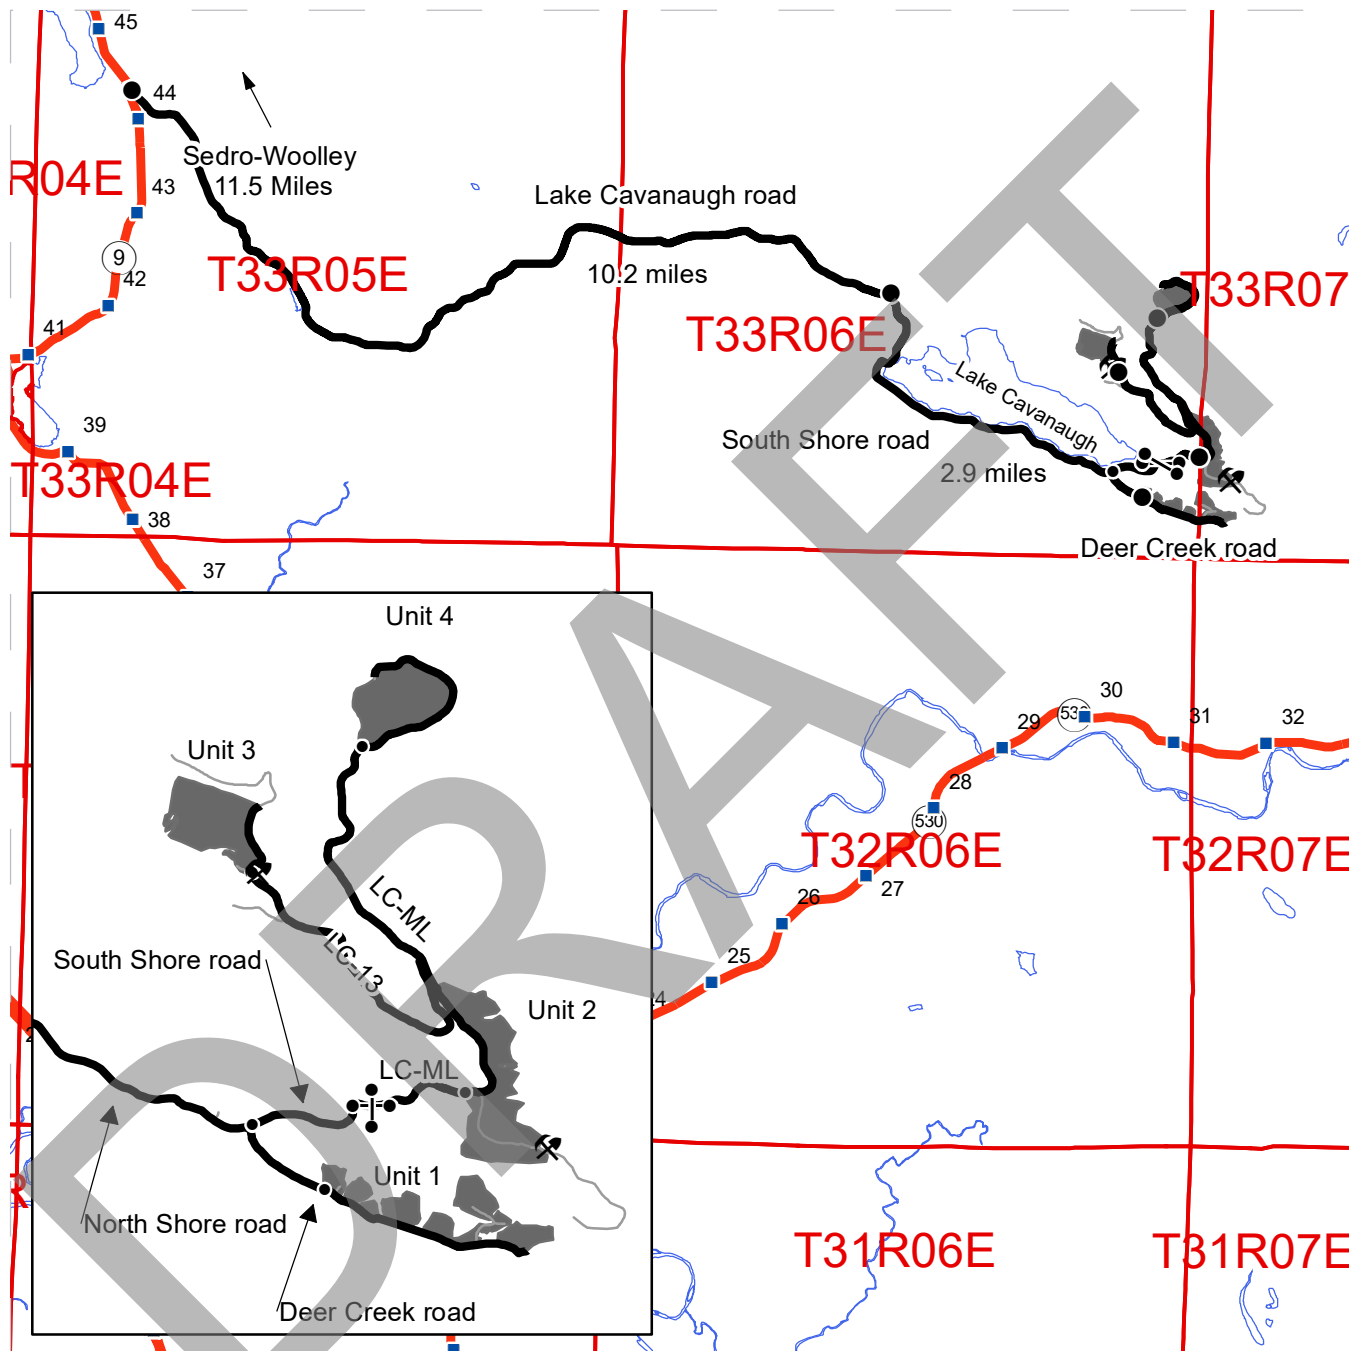 45
44
Sedro-Woolley
11.5 Miles
R04E
43
Lake Cavanaugh road
9
42
T33R05E
10.2 miles
T33R07
41
T33R06E
Lake Cavanaugh
39
South Shore road
2.9 miles
T33R04E
38
Deer Creek road
37
Unit 4
30
29
530
31
32
Unit 3
28
530
T32R06E
T32R07E
27
26
LC-ML
25
South Shore road
LC-13
Unit 2
24
2
LC-ML
Unit 1
R
North Shore road
T31R06E
T31R07E
Deer Creek road
DRAFT